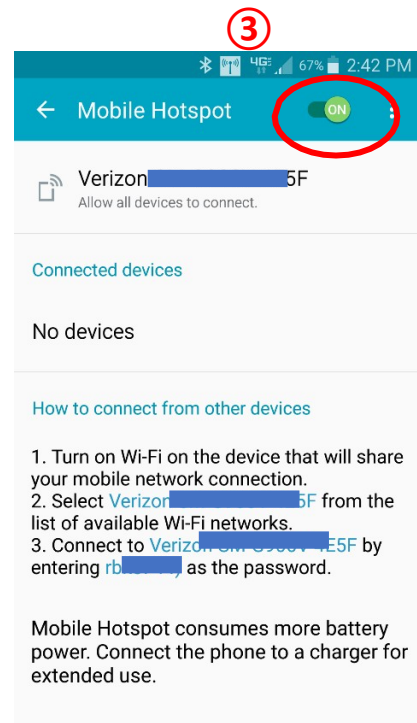 ③
4G 67% 2:42 PM
Mobile Hotspot ON
Verizon 5F
Allow all devices to connect.
Connected devices
No devices
How to connect from other devices
1. Turn on Wi-Fi on the device that will share
your mobile network connection.
2. Select Verizon 5F from the
list of available Wi-Fi networks.
3. Connect to Verizon E5F by
entering as the password.
Mobile Hotspot consumes more battery
power. Connect the phone to a charger for
extended use.